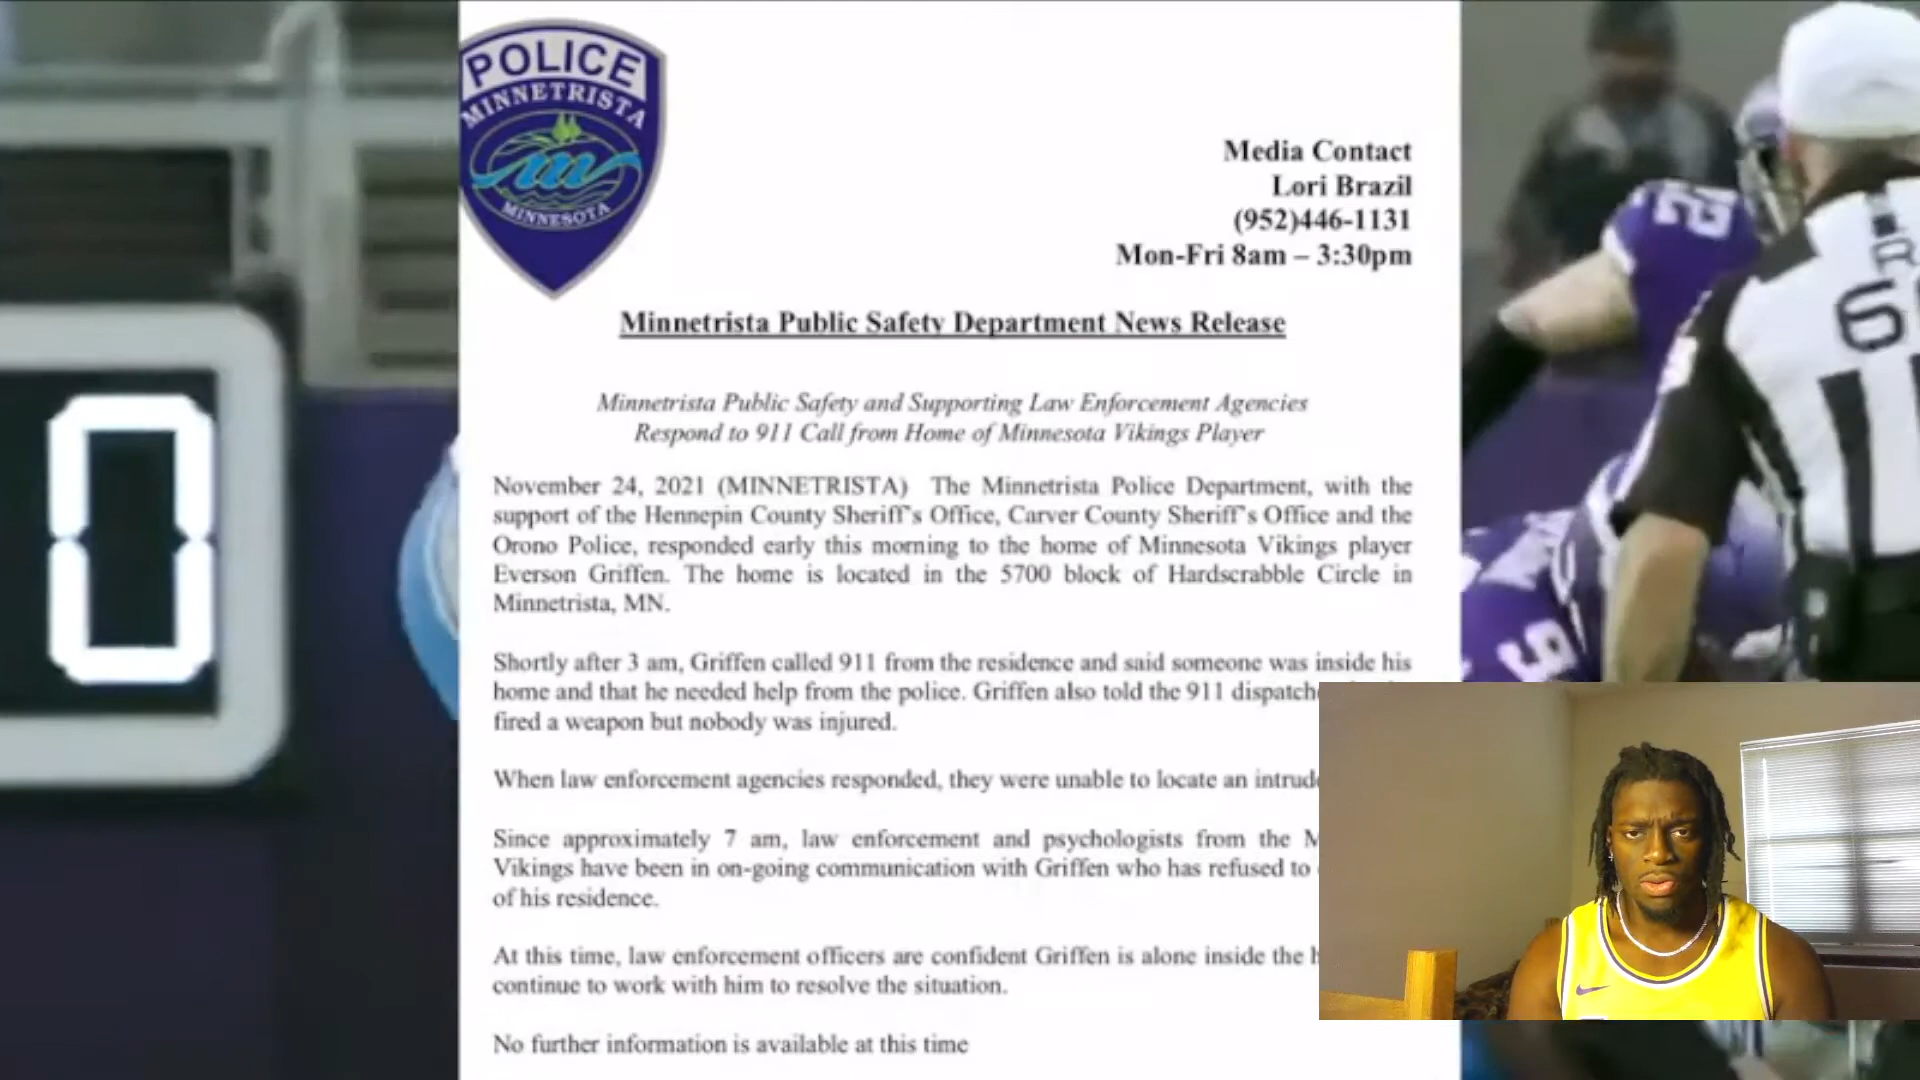 POLICE
MINNETRISTA
m
MINNESOTA
Media Contact
Lori Brazil
(952)446-1131
Mon-Fri 8am – 3:30pm
Minnetrista Public Safety Department News Release
Minnetrista Public Safety and Supporting Law Enforcement Agencies
Respond to 911 Call from Home of Minnesota Vikings Player
November 24, 2021 (MINNETRISTA) The Minnetrista Police Department, with the
support of the Hennepin County Sheriff's Office, Carver County Sheriff's Office and the
Orono Police, responded early this morning to the home of Minnesota Vikings player
Everson Griffen. The home is located in the 5700 block of Hardscrabble Circle in
Minnetrista, MN.
Shortly after 3 am, Griffen called 911 from the residence and said someone was inside his
home and that he needed help from the police. Griffen also told the 911
fired a weapon but nobody was injured.
When law enforcement agencies responded, they were unable to locate an
Since approximately 7 am, law enforcement and psychologists from the
Vikings have been in on-going communication with Griffen who has refused to
of his residence.
At this time, law enforcement officers are confident Griffen is alone inside the
continue to work with him to resolve the situation.
No further information is available at this time
0
R
6
9